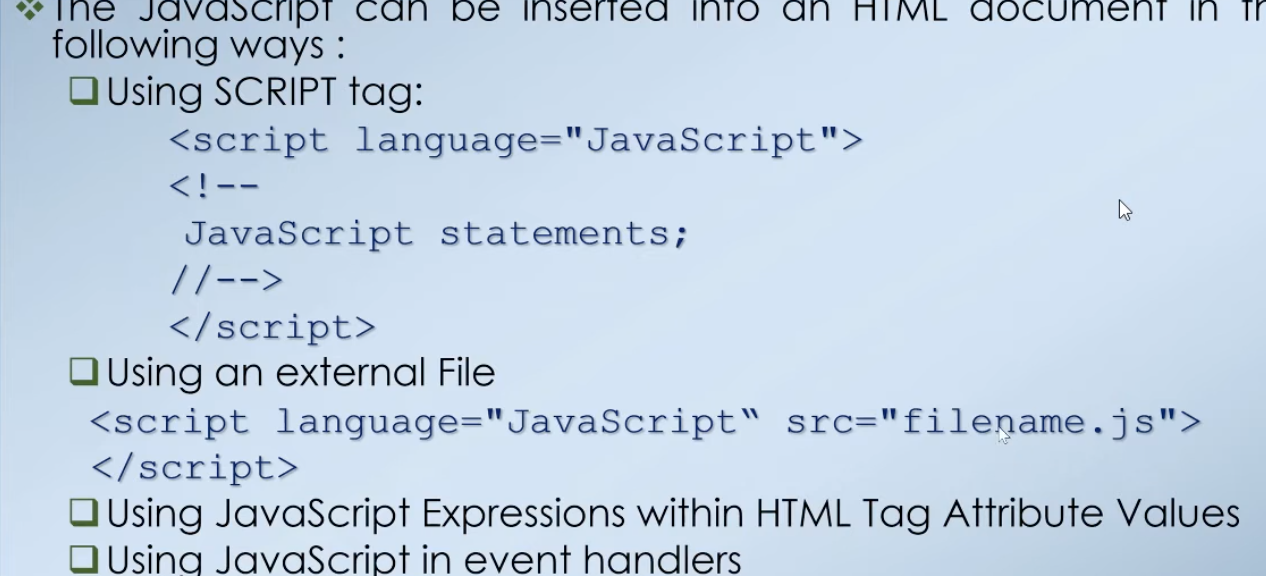 The JavaScript can be inserted into an HTML document in th
following ways :
Using SCRIPT tag:
<script language="JavaScript">
<!--
JavaScript statements;
//-->
</script>
Using an external File
<script language="JavaScript‟ src="filename.js">
</script>
Using JavaScript Expressions within HTML Tag Attribute Values
Using JavaScript in event handlers